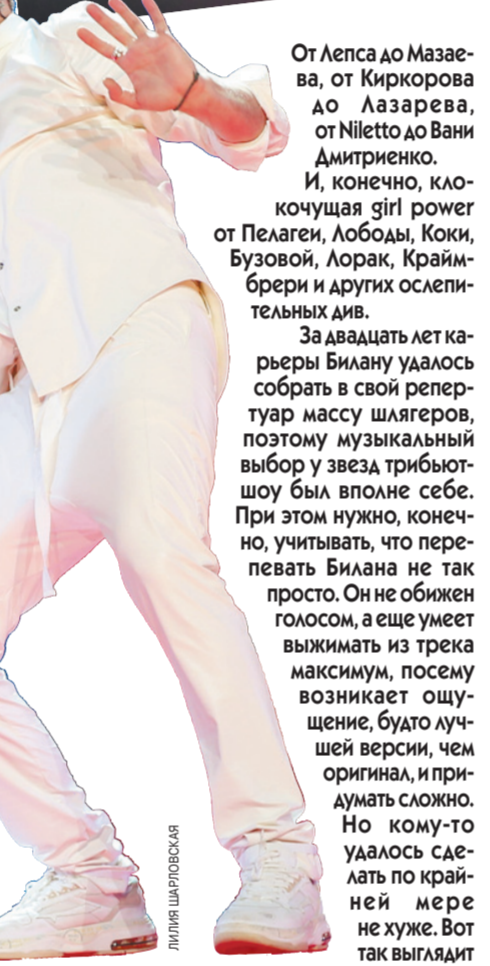 От Лепса до Мазае-
ва, от Киркорова
до Лазарева,
от Niletto до Вани
Дмитриенко.
И, конечно, кло-
кочущая girl power
от Пелагеи, Лободы, Коки,
Бузовой, Лорак, Крайм-
брери и других ослепи-
тельных див.
За двадцать лет ка-
рьеры Билану удалось
собрать в свой репер-
туар массу шлягеров,
поэтому музыкальный
выбор у звезд трибьют-
шоу был вполне себе.
При этом нужно, конеч-
но, учитывать, что пере-
певать Билана не так
просто. Он не обижен
голосом, а еще умеет
выжимать из трека
максимум, посему
возникает ощу-
щение, будто луч-
шей версии, чем
оригинал, и при-
думать сложно.
Но кому-то
удалось сде-
лать по край-
ней мере
не хуже. Вот
так выглядит
ЛИЛИЯ ШАРЛОВСКАЯ